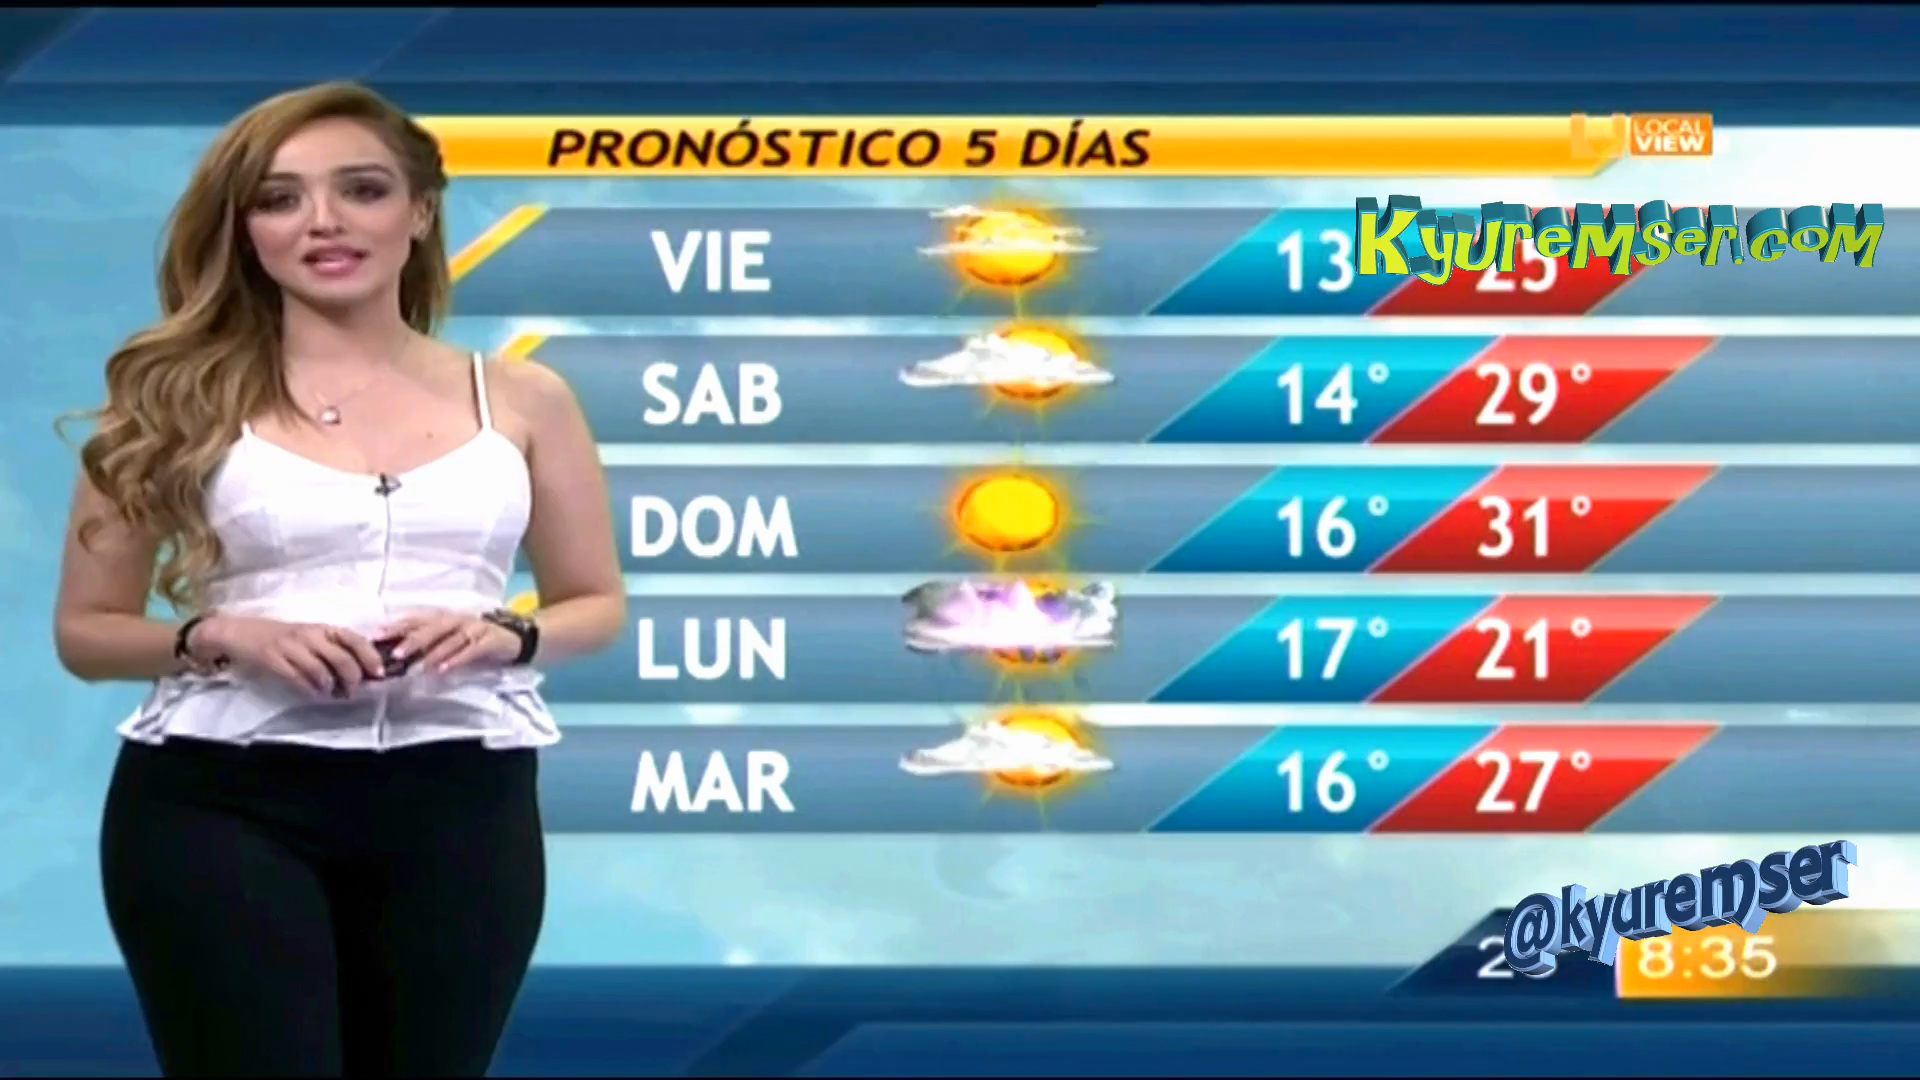 PRONÓSTICO 5 DÍAS
LOCAL
VIEW
Kyuremser.com
VIE 13 25
SAB 14° 29°
DOM 16° 31°
LUN 17° 21°
MAR 16° 27°
@kyuremser
8:35